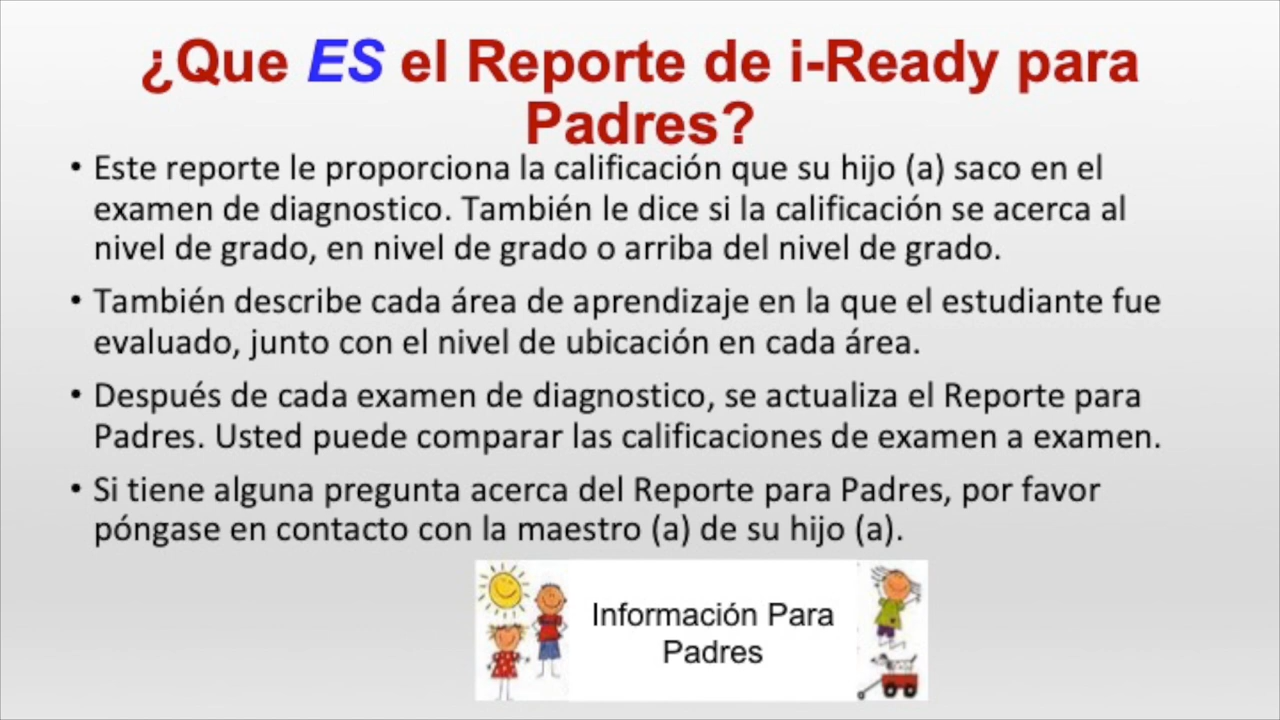 ¿Que ES el Reporte de i-Ready para
Padres?
• Este reporte le proporciona la calificación que su hijo (a) saco en el
examen de diagnostico. También le dice si la calificación se acerca al
nivel de grado, en nivel de grado o arriba del nivel de grado.
• También describe cada área de aprendizaje en la que el estudiante fue
evaluado, junto con el nivel de ubicación en cada área.
• Después de cada examen de diagnostico, se actualiza el Reporte para
Padres. Usted puede comparar las calificaciones de examen a examen.
• Si tiene alguna pregunta acerca del Reporte para Padres, por favor
póngase en contacto con la maestro (a) de su hijo (a).
Información Para
Padres